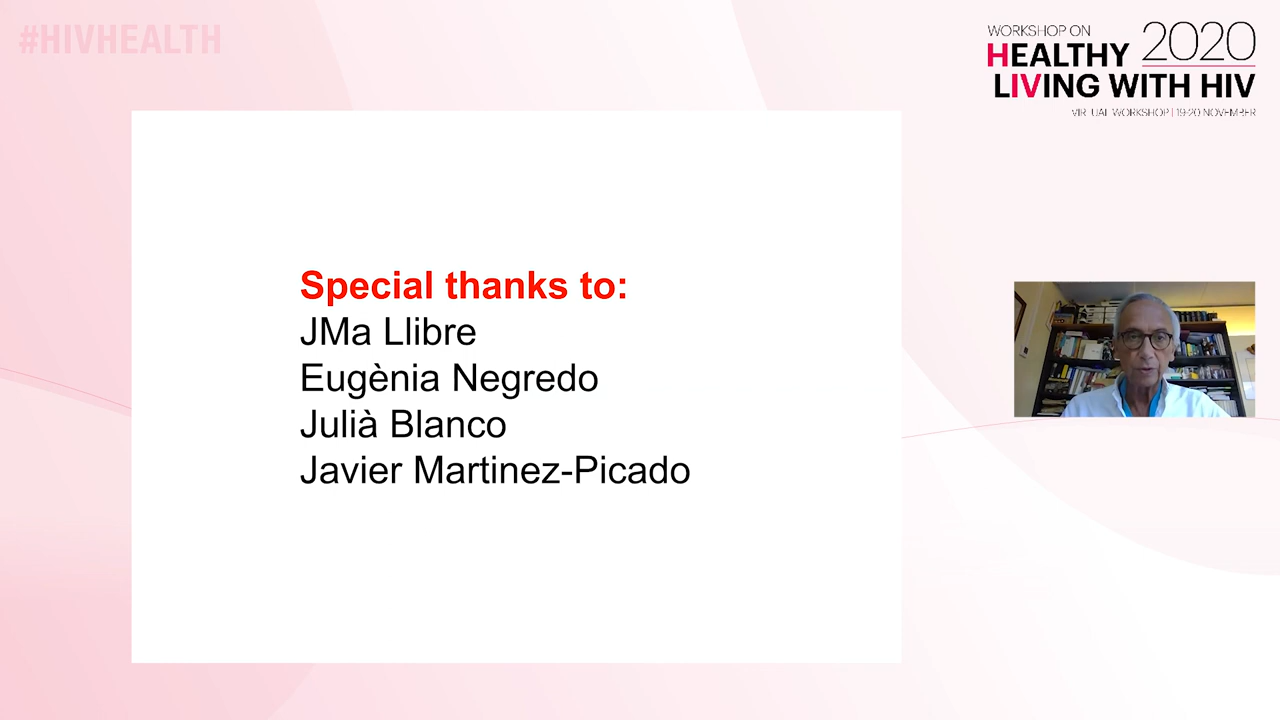 #HIVHEALTH
WORKSHOP ON
HEALTHY 2020
LIVING WITH HIV
VIRTUAL WORKSHOP | 19-20 NOVEMBER
Special thanks to:
JMa Llibre
Eugènia Negredo
Julià Blanco
Javier Martinez-Picado